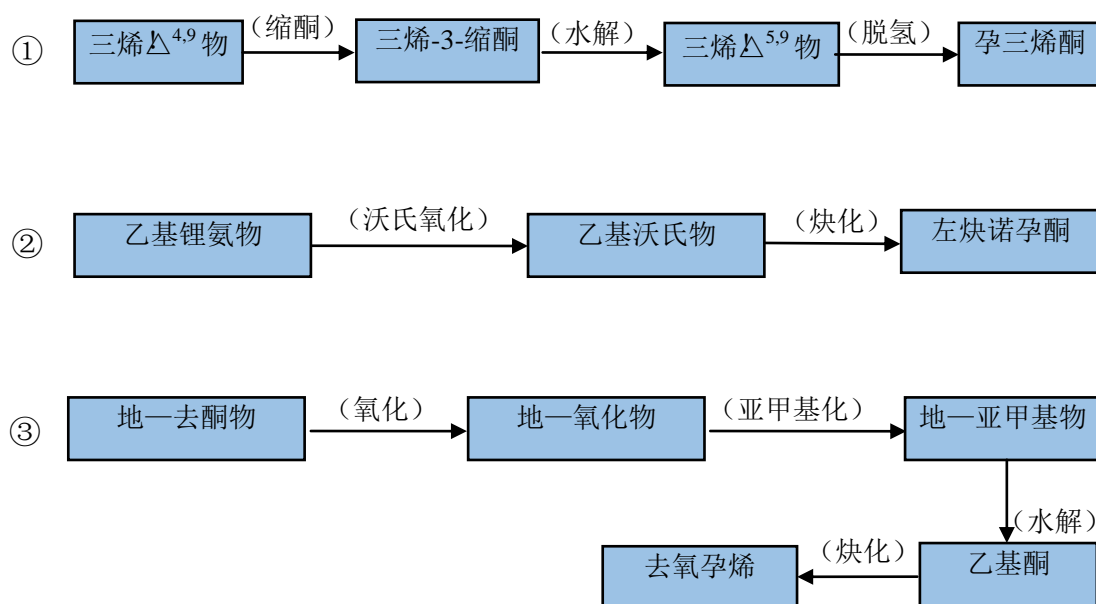 ① 三烯△4,9 物 (缩酮) 三烯-3-缩酮 (水解) 三烯△5,9 物 (脱氢) 孕三烯酮
② 乙基锂氨物 (沃氏氧化) 乙基沃氏物 (炔化) 左炔诺孕酮
③ 地—去酮物 (氧化) 地—氧化物 (亚甲基化) 地—亚甲基物
(水解)
去氧孕烯 (炔化) 乙基酮